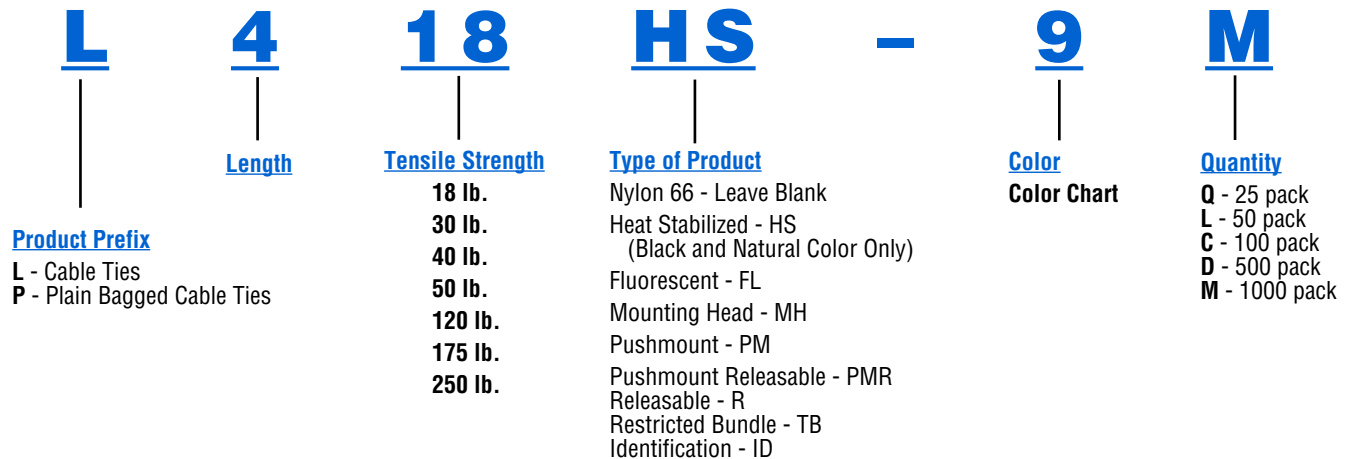 L 4 18 HS - 9 M
Product Prefix
L - Cable Ties
P - Plain Bagged Cable Ties
Length
Tensile Strength
18 lb.
30 lb.
40 lb.
50 lb.
120 lb.
175 lb.
250 lb.
Type of Product
Nylon 66 - Leave Blank
Heat Stabilized - HS
(Black and Natural Color Only)
Fluorescent - FL
Mounting Head - MH
Pushmount - PM
Pushmount Releasable - PMR
Releasable - R
Restricted Bundle - TB
Identification - ID
Color
Color Chart
Quantity
Q - 25 pack
L - 50 pack
C - 100 pack
D - 500 pack
M - 1000 pack